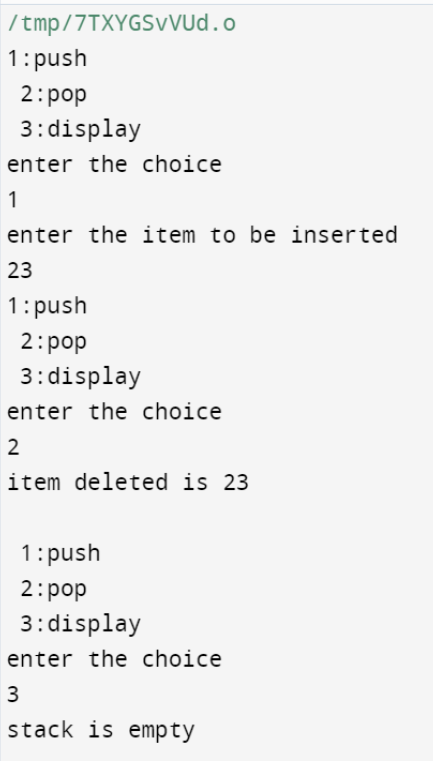 /tmp/7TXYGSvVUd.o
1:push
 2:pop
 3:display
enter the choice
1
enter the item to be inserted
23
1:push
 2:pop
 3:display
enter the choice
2
item deleted is 23

 1:push
 2:pop
 3:display
enter the choice
3
stack is empty